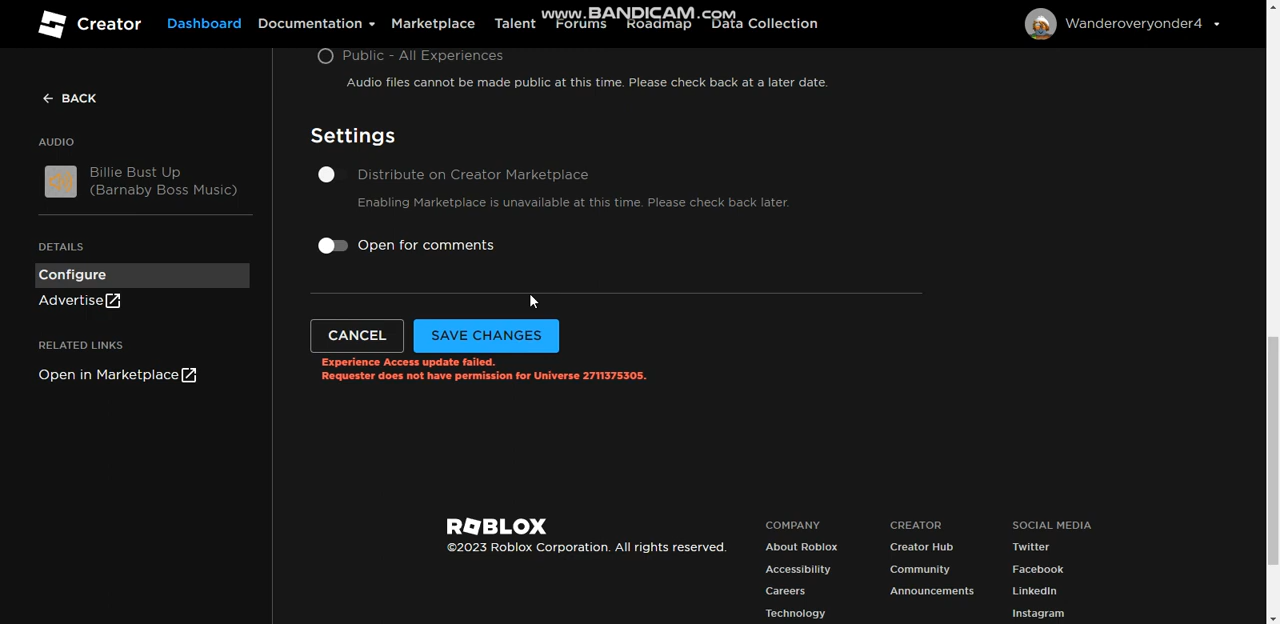 www.BANDICAM.com
Creator Dashboard Documentation Marketplace Talent Forums Roadmap Data Collection Wanderoveryonder4
Public - All Experiences
Audio files cannot be made public at this time. Please check back at a later date.
BACK
AUDIO
Billie Bust Up
(Barnaby Boss Music)
DETAILS
Configure
Advertise
RELATED LINKS
Open in Marketplace
Settings
Distribute on Creator Marketplace
Enabling Marketplace is unavailable at this time. Please check back later.
Open for comments
CANCEL SAVE CHANGES
Experience Access update failed.
Requester does not have permission for Universe 2711375305.
ROBLOX
©2023 Roblox Corporation. All rights reserved.
COMPANY
About Roblox
Accessibility
Careers
Technology
CREATOR
Creator Hub
Community
Announcements
SOCIAL MEDIA
Twitter
Facebook
LinkedIn
Instagram